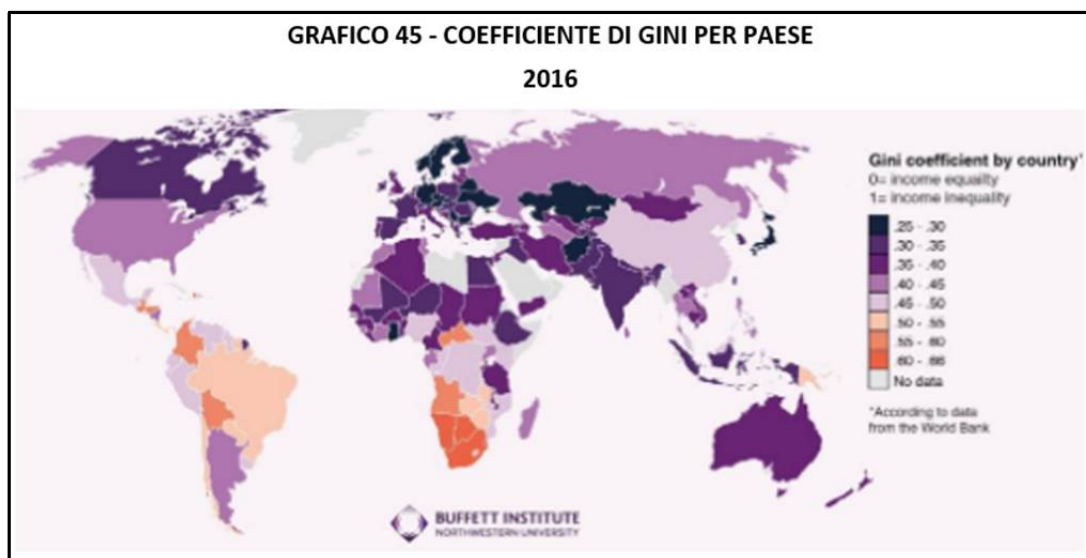 GRAFICO 45 - COEFFICIENTE DI GINI PER PAESE
2016
Gini coefficient by country*
0= income equality
1= income inequality
.25 - .30
.30 - .35
.35 - .40
.40 - .45
.45 - .50
.50 - .55
.55 - .60
.60 - .66
No data
*According to data
from the World Bank
BUFFETT INSTITUTE
NORTHWESTERN UNIVERSITY